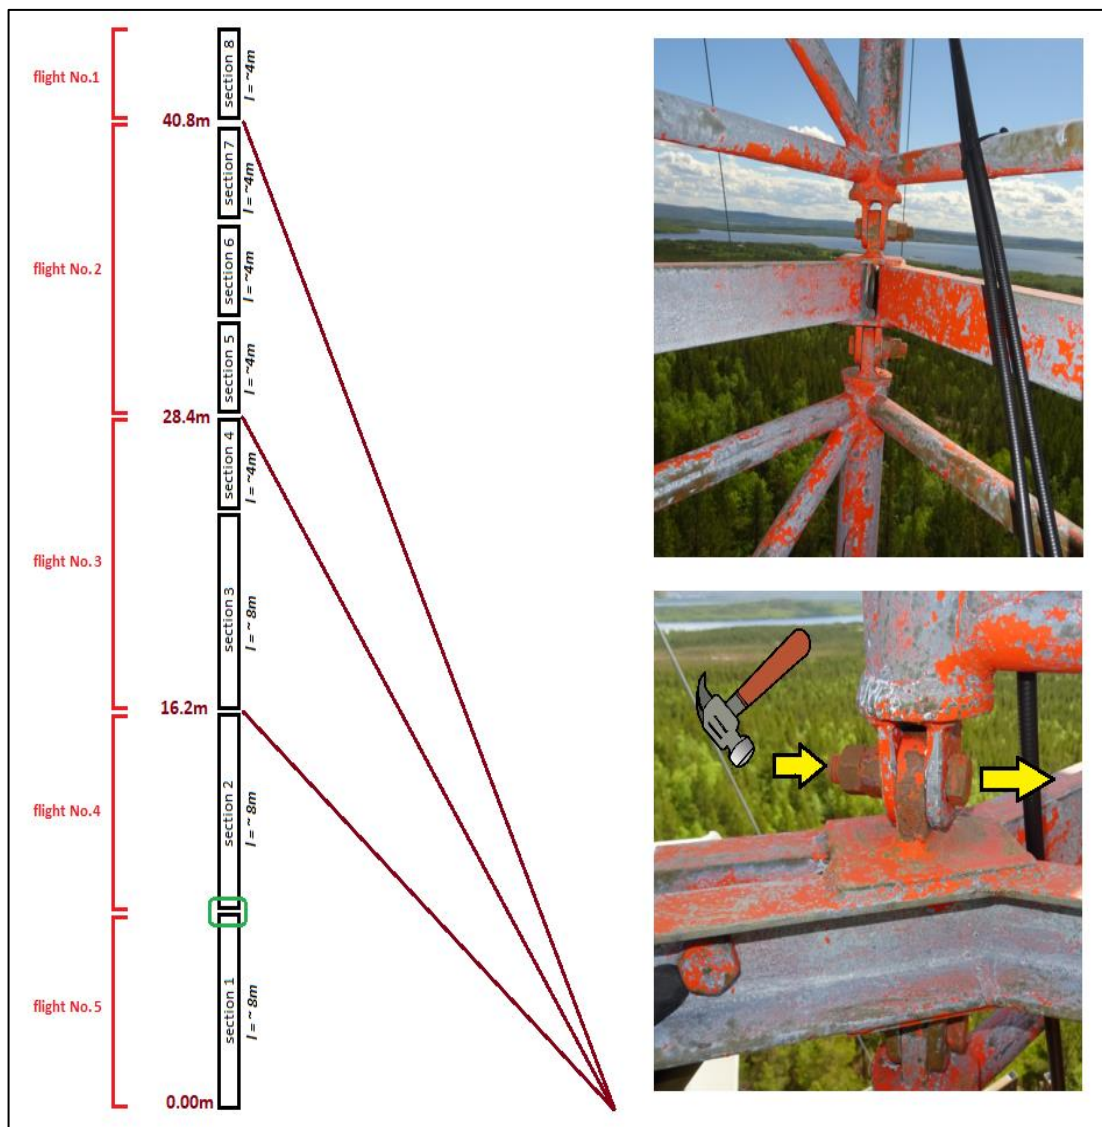 flight No.1
section 8
l = ~4m
40.8m
section 7
l = ~4m
flight No.2
section 6
l = ~4m
section 5
l = ~4m
28.4m
section 4
l = ~4m
flight No.3
section 3
l = ~8m
16.2m
flight No.4
section 2
l = ~8m
flight No.5
section 1
l = ~8m
0.00m